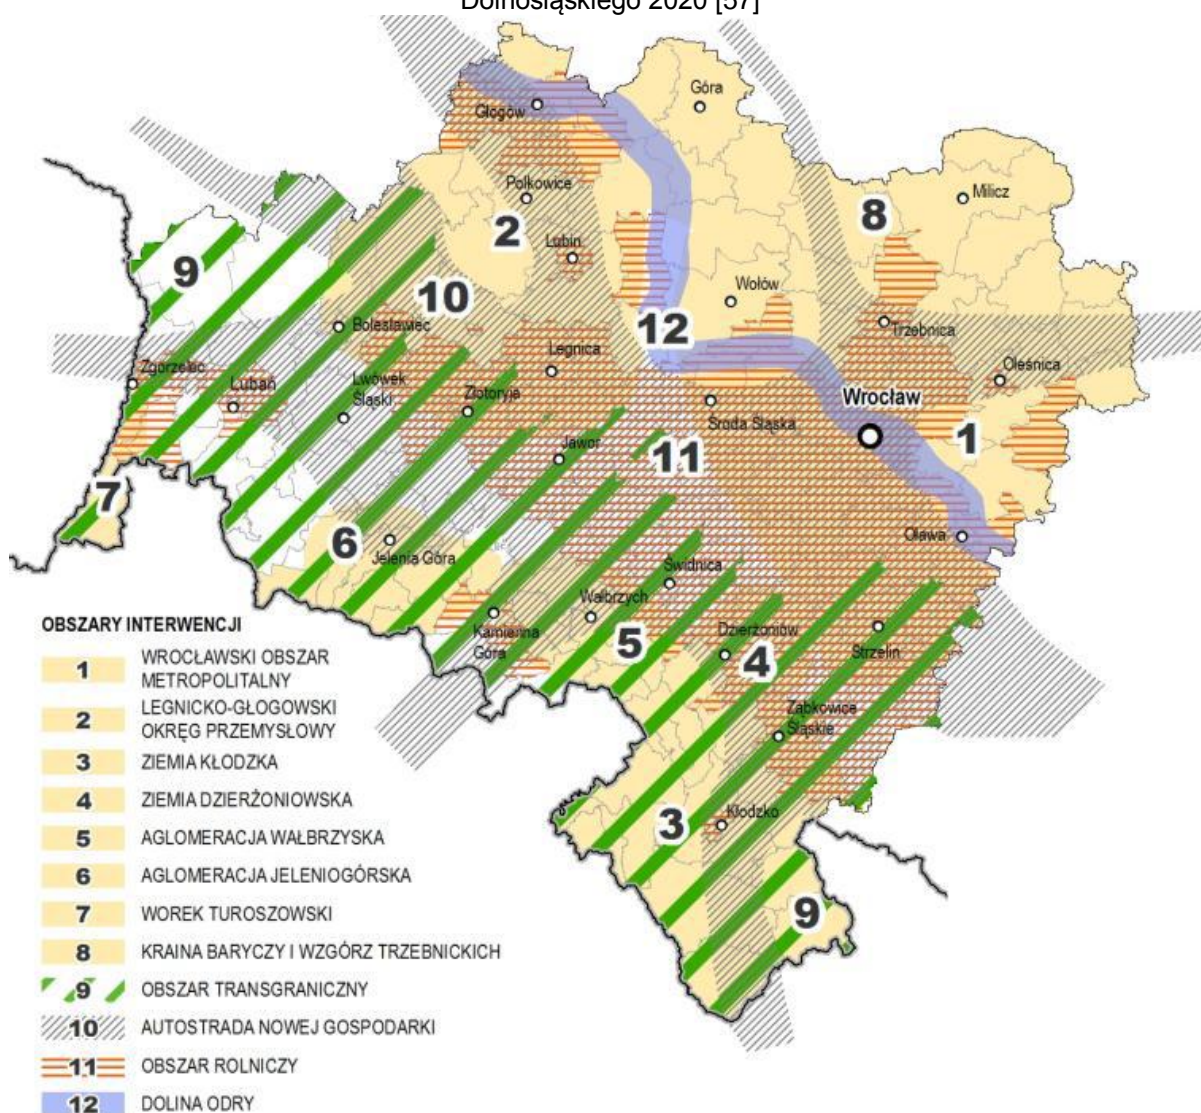 Dolnośląskiego 2020 [57]
Góra
Głogów
Polkowice
Milicz
8
2
Lubin
9
Wołów
10
12
Bolesławiec
Trzebnica
Legnica
Zgorzelec
Oleśnica
Lubań
Lwówek
Śląski
Złotoryja
Wrocław
Środa Śląska
1
Jawor
11
7
Oława
6
Jelenia Góra
Świdnica
Wałbrzych
Kamienna
Góra
5
Dzierżoniów
4
Strzelin
Ząbkowice
Śląskie
3
Kłodzko
9
OBSZARY INTERWENCJI
1 WROCŁAWSKI OBSZAR
METROPOLITALNY
2 LEGNICKO-GŁOGOWSKI
OKRĘG PRZEMYSŁOWY
3 ZIEMIA KŁODZKA
4 ZIEMIA DZIERŻONIOWSKA
5 AGLOMERACJA WAŁBRZYSKA
6 AGLOMERACJA JELENIOGÓRSKA
7 WOREK TUROSZOWSKI
8 KRAINA BARYCZY I WZGÓRZ TRZEBNICKICH
9 OBSZAR TRANSGRANICZNY
10 AUTOSTRADA NOWEJ GOSPODARKI
11 OBSZAR ROLNICZY
12 DOLINA ODRY